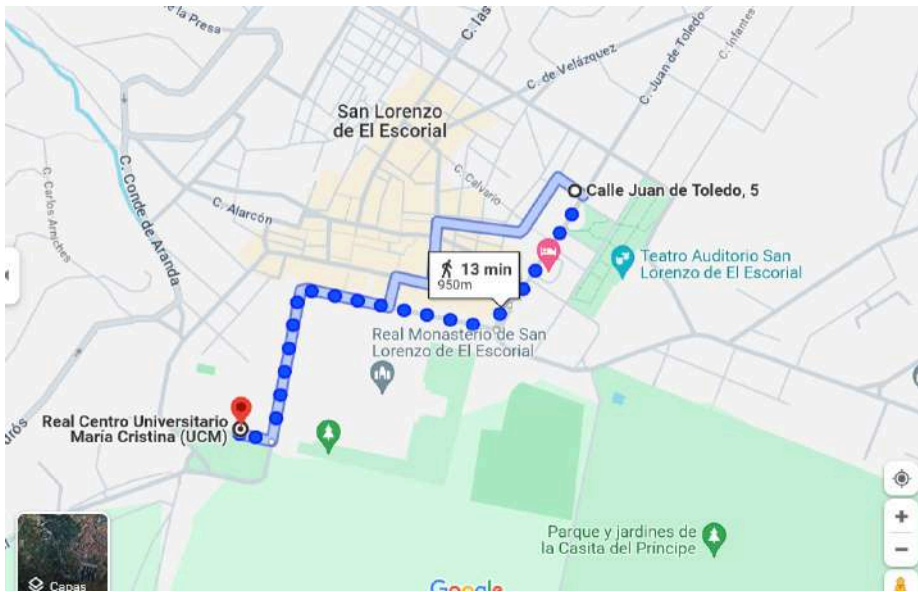 de la Presa
C. las
C. Juan de Toledo
C. Infantes
C. de Velázquez
San Lorenzo
de El Escorial
C. Conde de Aranda
C. Carlos Arniches
C. Calvario
C. Alarcón
Calle Juan de Toledo, 5
Teatro Auditorio San
Lorenzo de El Escorial
13 min
950m
Real Monasterio de San
Lorenzo de El Escorial
Real Centro Universitario
María Cristina (UCM)
Parque y jardines de
la Casita del Príncipe
Capas
Google